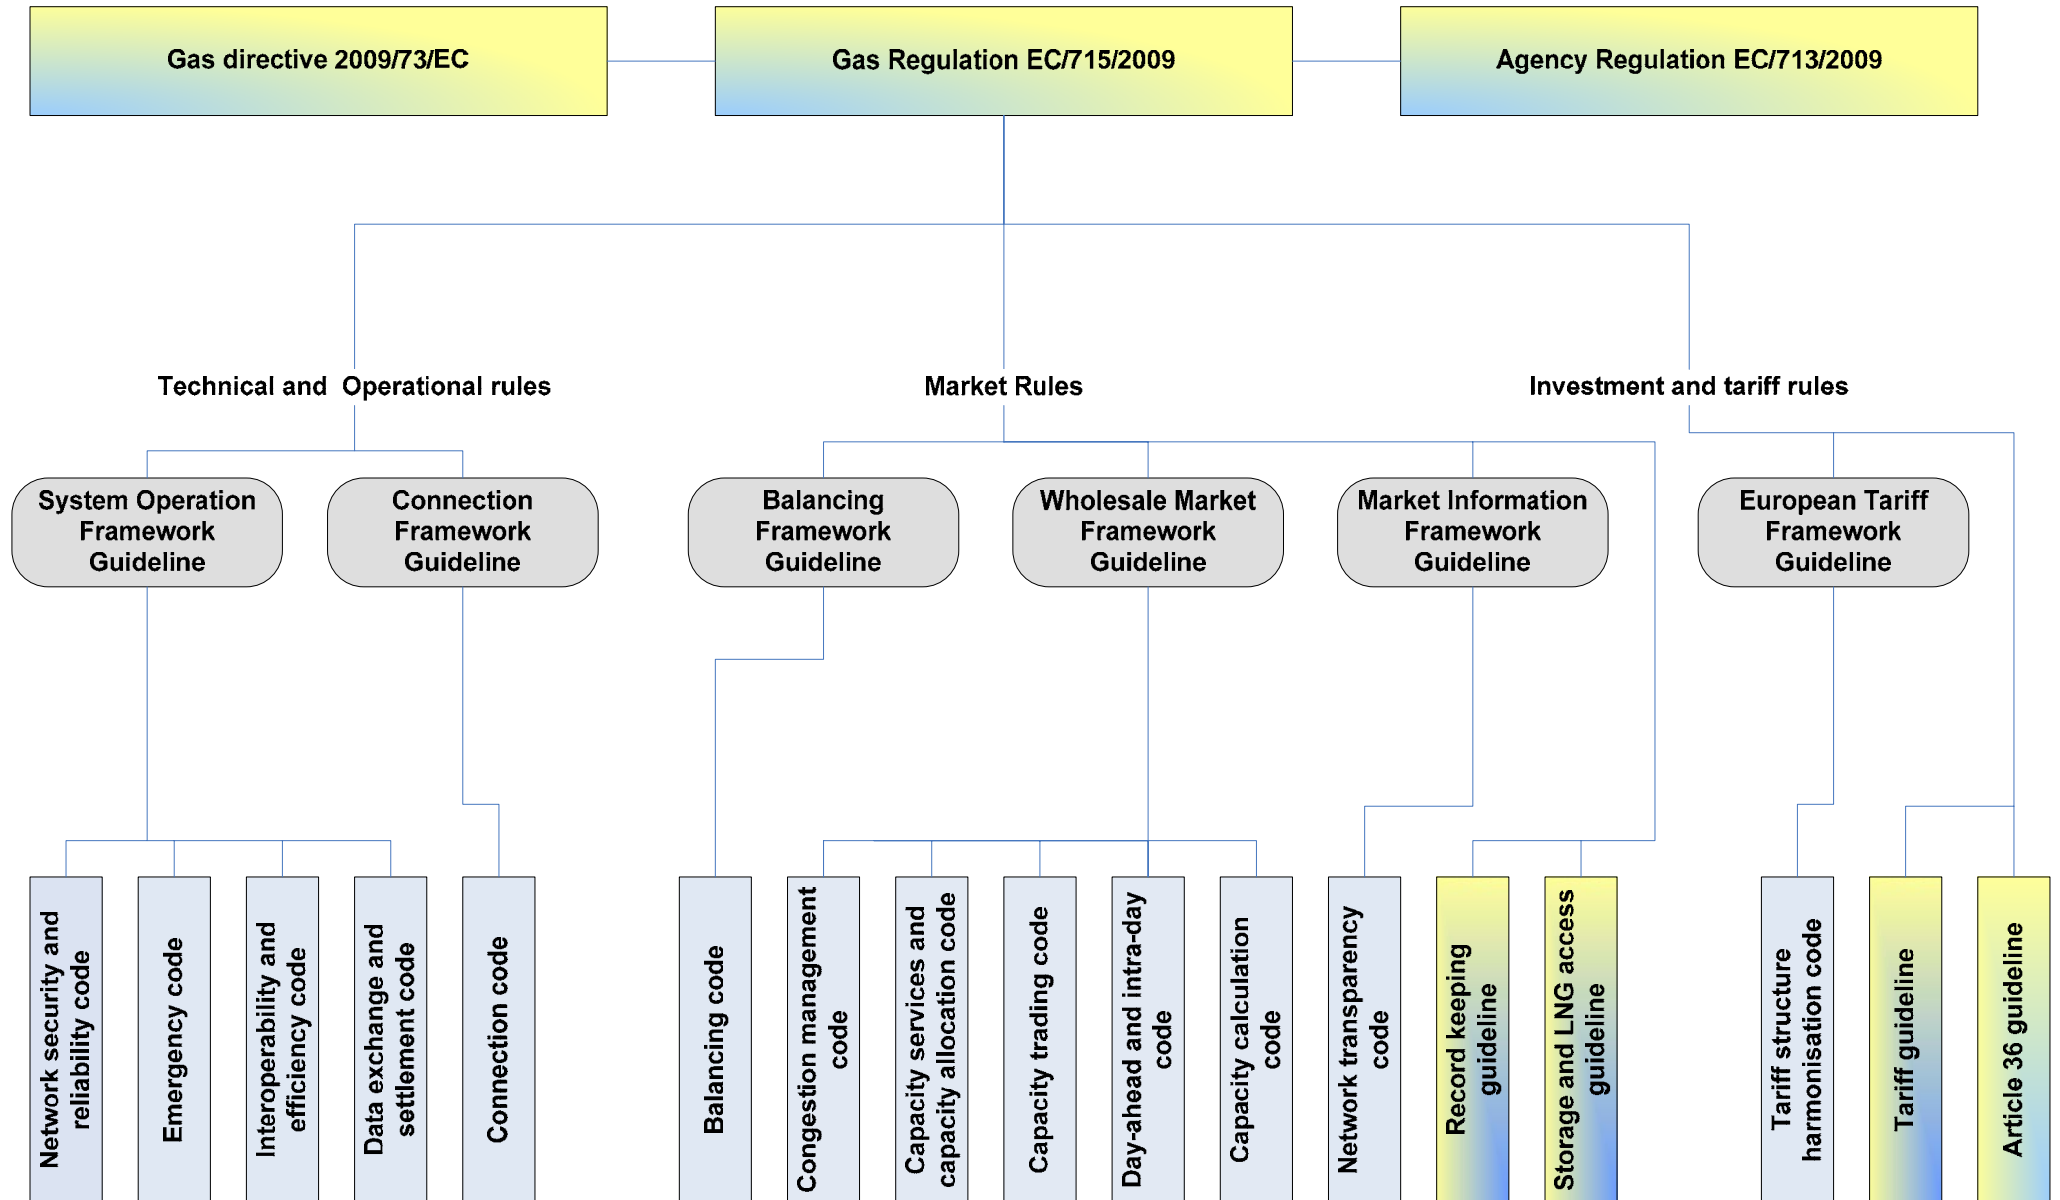 Gas directive 2009/73/EC
Gas Regulation EC/715/2009
Agency Regulation EC/713/2009
Technical and Operational rules
Market Rules
Investment and tariff rules
System Operation
Framework
Guideline
Connection
Framework
Guideline
Balancing
Framework
Guideline
Wholesale Market
Framework
Guideline
Market Information
Framework
Guideline
European Tariff
Framework
Guideline
Network security and
reliability code
Emergency code
Interoperability and
efficiency code
Data exchange and
settlement code
Connection code
Balancing code
Congestion management
code
Capacity services and
capacity allocation code
Capacity trading code
Day-ahead and intra-day
code
Capacity calculation
code
Network transparency
code
Record keeping
guideline
Storage and LNG access
guideline
Tariff structure
harmonisation code
Tariff guideline
Article 36 guideline